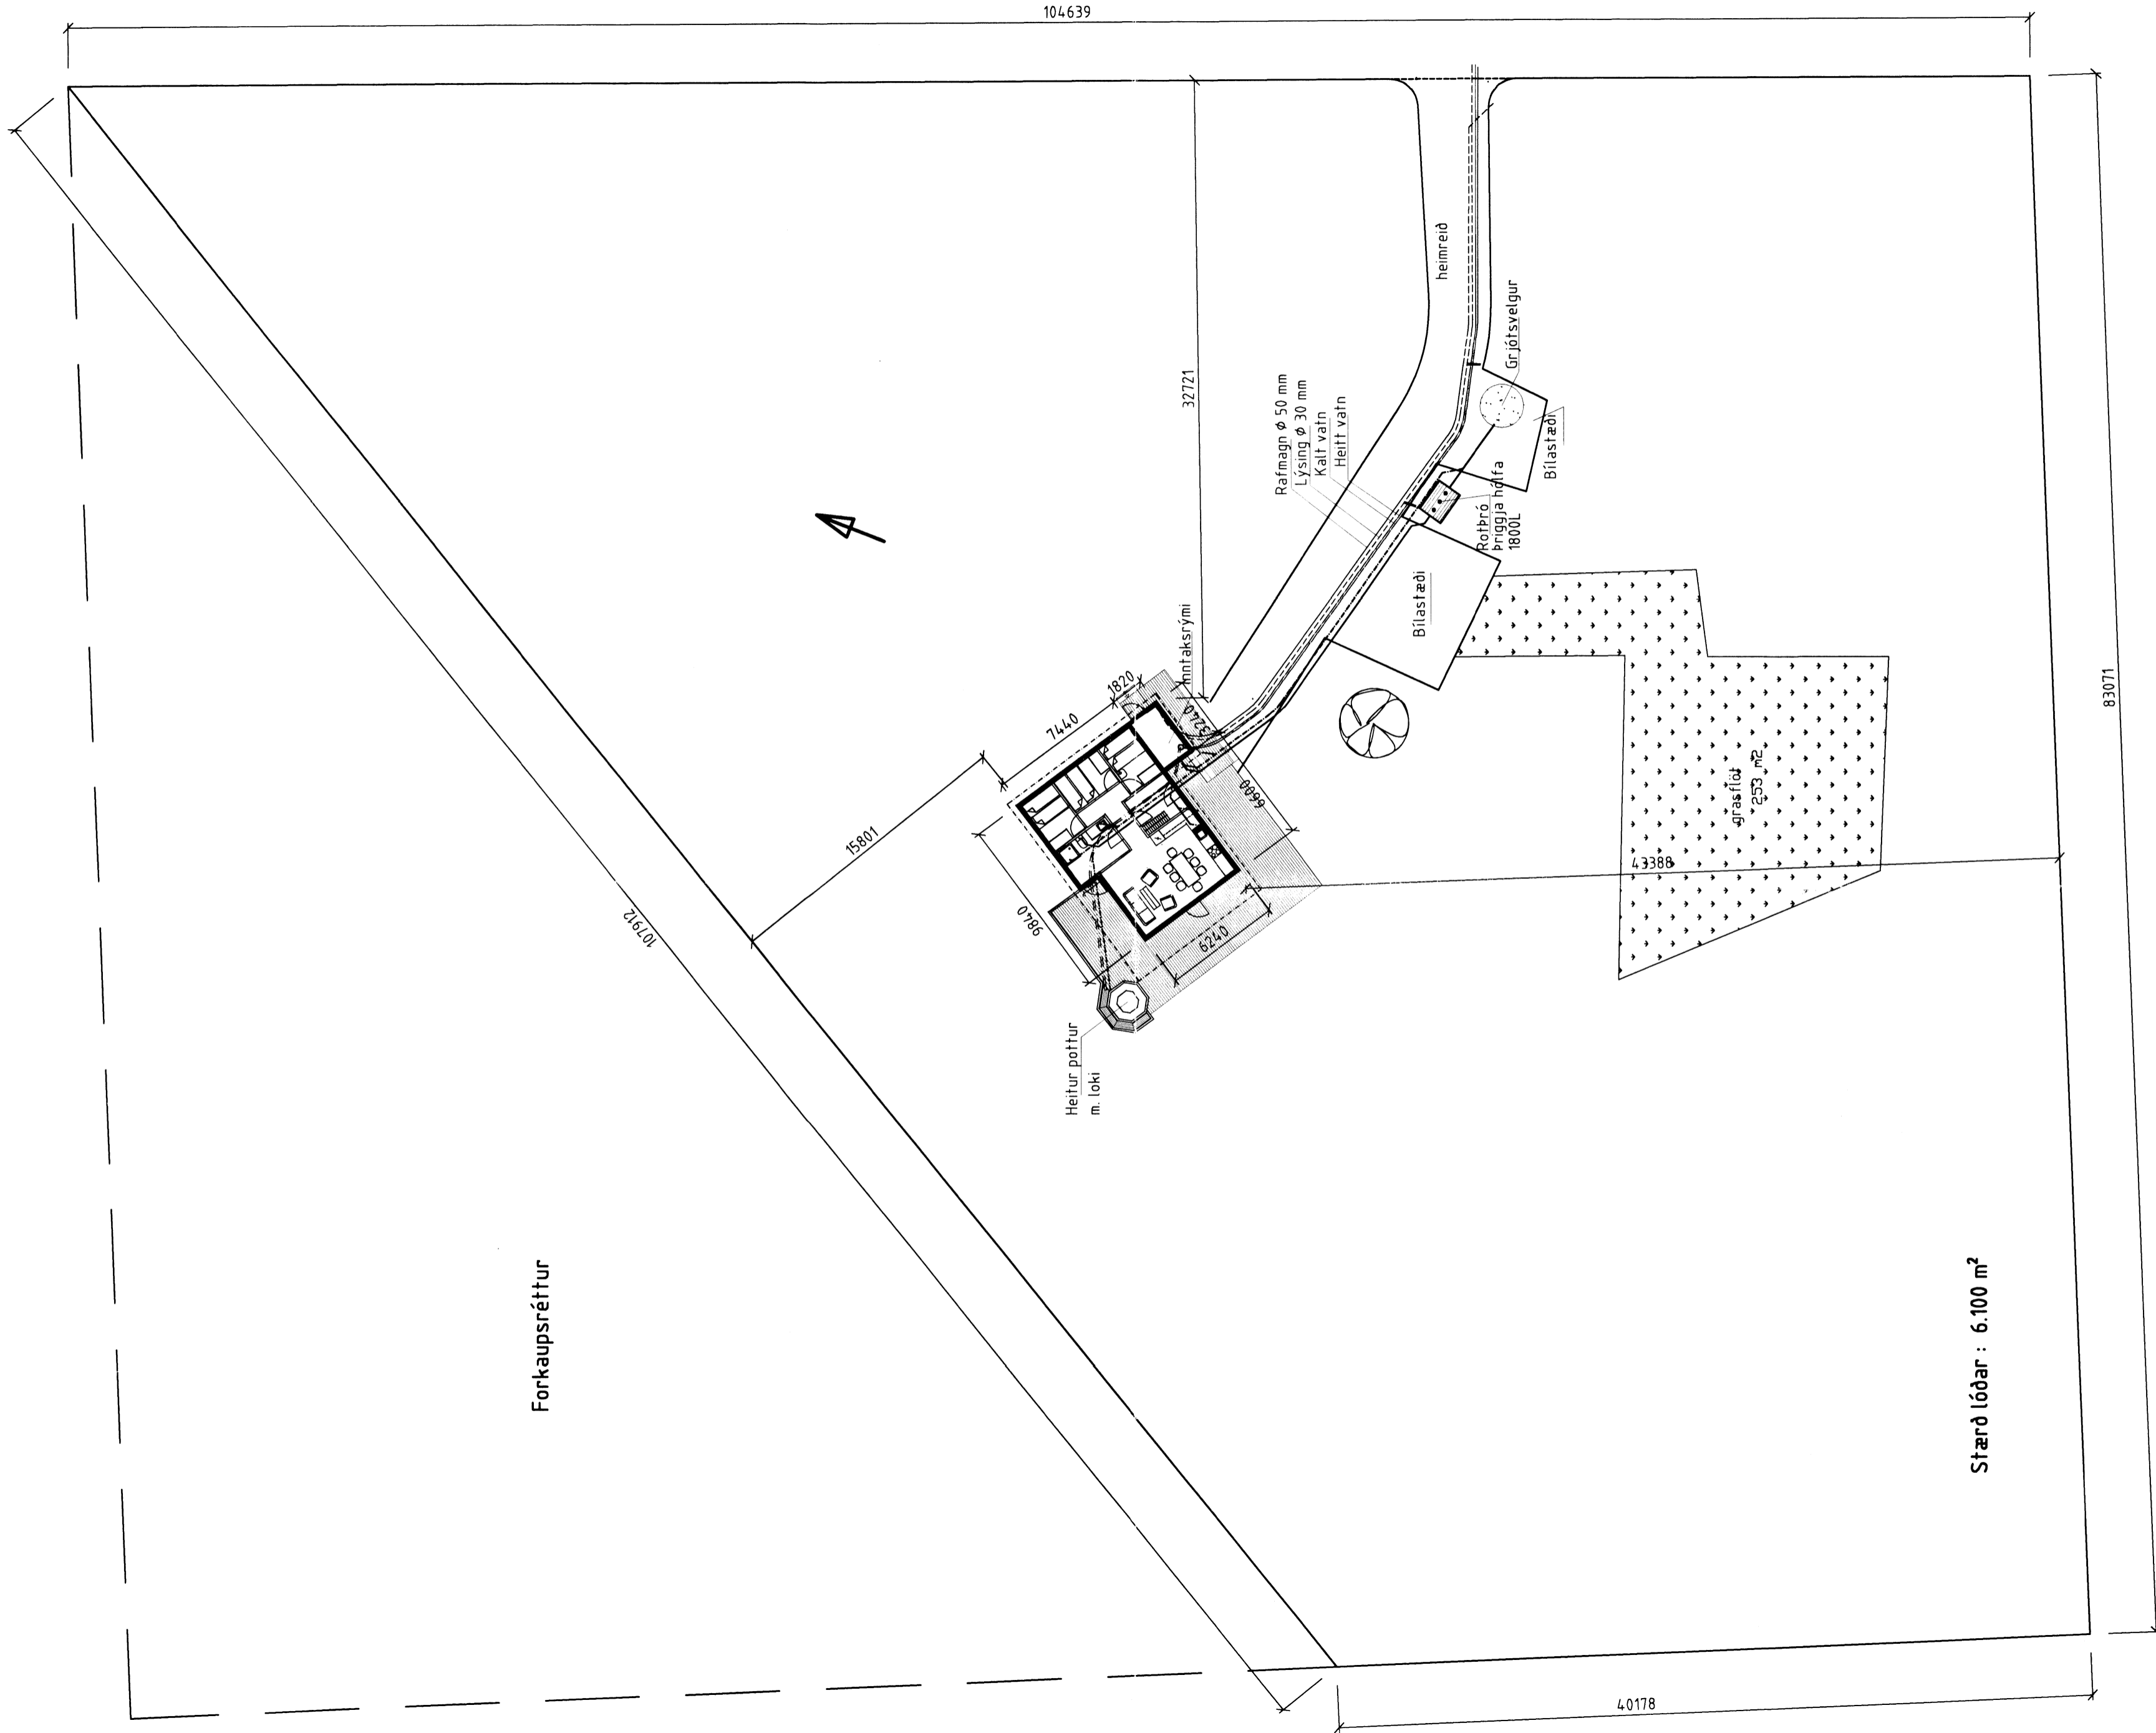 104639
32721
heimreið
Grjótsvelgur
Rafmagn Ø 50 mm
Lýsing Ø 30 mm
Kalt vatn
Heitt vatn
Bílastæði
Rotþró
Þriggja hólfa
1800L
Bílastæði
Inntaksrými
1820
7440
3240
6600
15801
9840
6240
107912
43388
83071
grasflöt
253 m2
Heitur pottur
m. loki
Forkaupsréttur
Stærð lóðar : 6.100 m²
40178